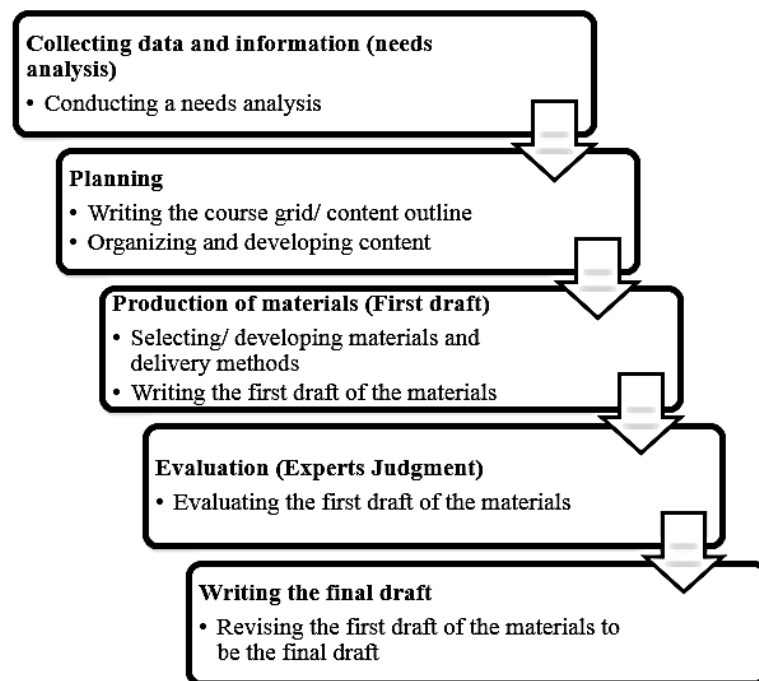 Collecting data and information (needs
analysis)
• Conducting a needs analysis
Planning
• Writing the course grid/ content outline
• Organizing and developing content
Production of materials (First draft)
• Selecting/ developing materials and
delivery methods
• Writing the first draft of the materials
Evaluation (Experts Judgment)
• Evaluating the first draft of the materials
Writing the final draft
• Revising the first draft of the materials to
be the final draft